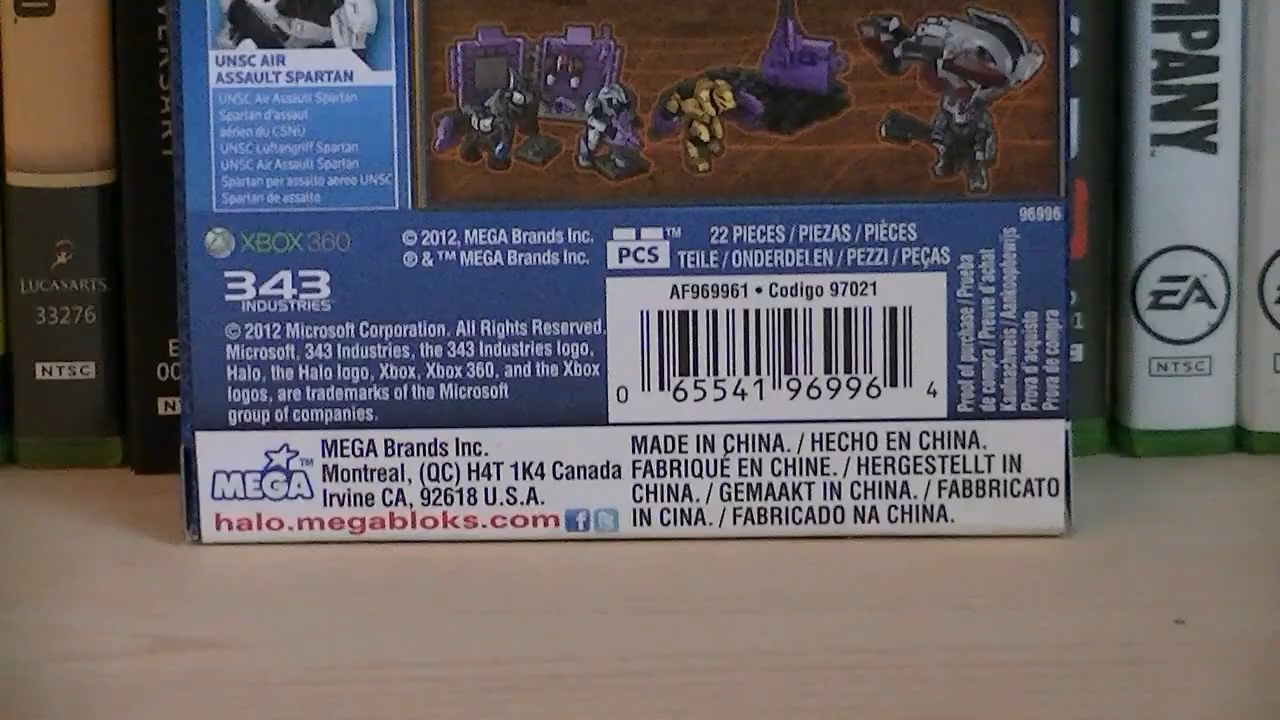 UNSC AIR
ASSAULT SPARTAN
UNSC Air Assault Spartan
Spartan d'assaut
aérien du CSNU
UNSC Luftangriff Spartan
UNSC Air Assault Spartan
Spartan per assalto aereo UNSC
Spartan de assalto
XBOX 360
343
INDUSTRIES
© 2012, MEGA Brands Inc.
® & ™ MEGA Brands Inc.
© 2012 Microsoft Corporation. All Rights Reserved.
Microsoft, 343 Industries, the 343 Industries logo,
Halo, the Halo logo, Xbox, Xbox 360, and the Xbox
logos, are trademarks of the Microsoft
group of companies.
96996
PCS ™
22 PIECES / PIEZAS / PIÈCES
TEILE / ONDERDELEN / PEZZI / PEÇAS
AF969961 • Codigo 97021
0 65541 96996 4
Proof of purchase / Prueba
de compra / Preuve d'achat
Kaufnachweis / Aankoopbewijs
Prova d'acquisto
Prova de compra
MEGA ™
MEGA Brands Inc.
Montreal, (QC) H4T 1K4 Canada
Irvine CA, 92618 U.S.A.
halo.megabloks.com
MADE IN CHINA. / HECHO EN CHINA.
FABRIQUÉ EN CHINE. / HERGESTELLT IN
CHINA. / GEMAAKT IN CHINA. / FABBRICATO
IN CINA. / FABRICADO NA CHINA.
LUCASARTS
33276
NTSC
MPANY
EA
NTSC